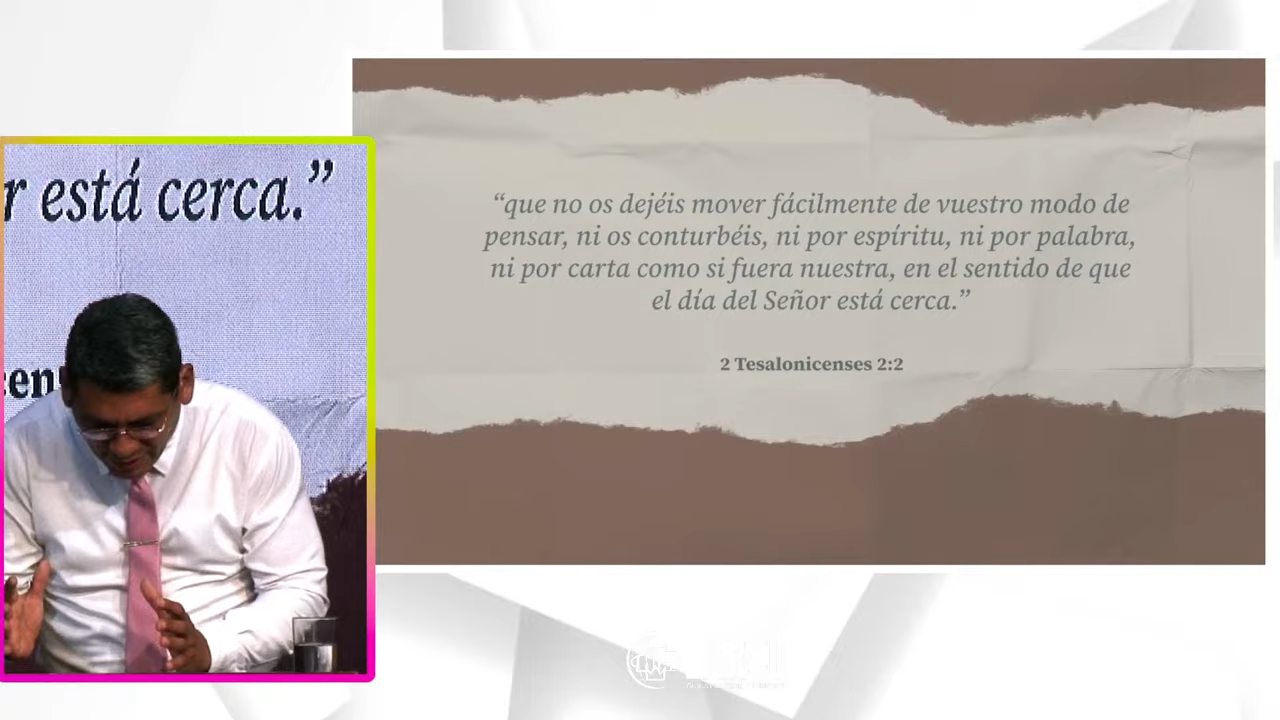 “que no os dejéis mover fácilmente de vuestro modo de
pensar, ni os conturbéis, ni por espíritu, ni por palabra,
ni por carta como si fuera nuestra, en el sentido de que
el día del Señor está cerca.”
2 Tesalonicenses 2:2
r está cerca.”
cen